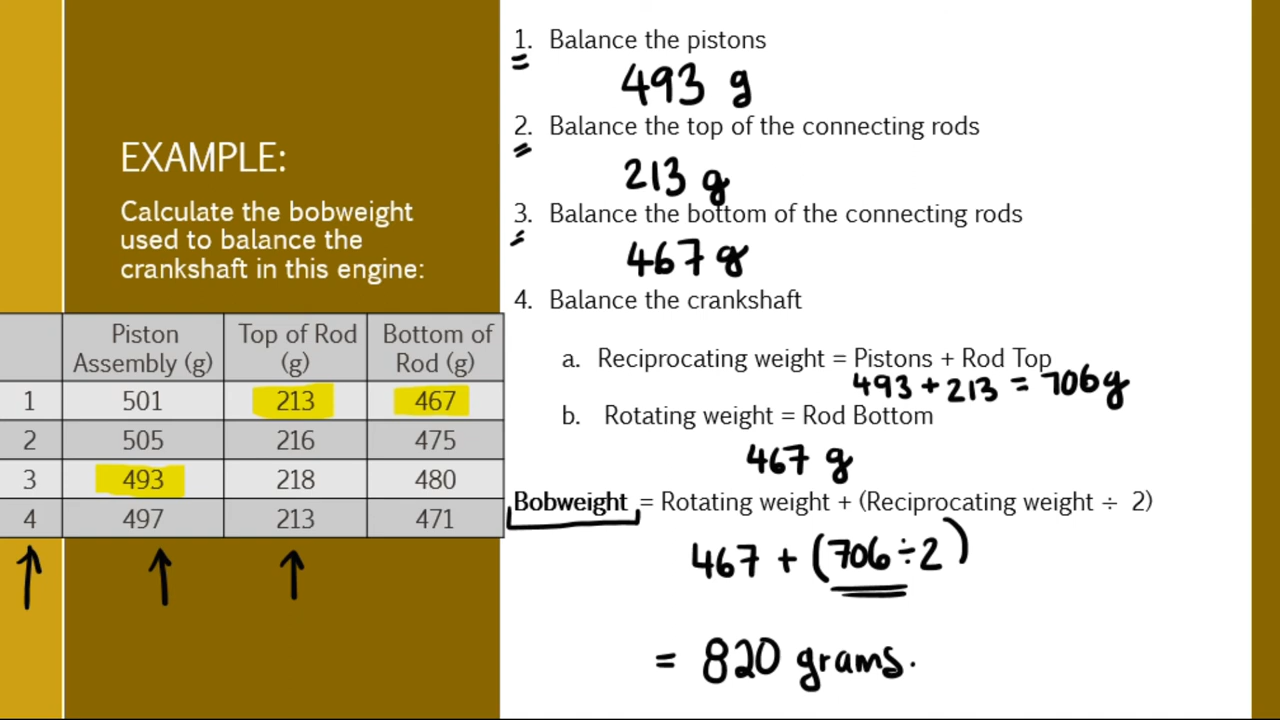 EXAMPLE:
Calculate the bobweight
used to balance the
crankshaft in this engine:
Piston Assembly (g) Top of Rod (g) Bottom of Rod (g)
1 501 213 467
2 505 216 475
3 493 218 480
4 497 213 471
1. Balance the pistons
493 g
2. Balance the top of the connecting rods
213 g
3. Balance the bottom of the connecting rods
467 g
4. Balance the crankshaft
a. Reciprocating weight = Pistons + Rod Top
493 + 213 = 706g
b. Rotating weight = Rod Bottom
467 g
Bobweight = Rotating weight + (Reciprocating weight ÷ 2)
467 + (706 ÷ 2)
= 820 grams.